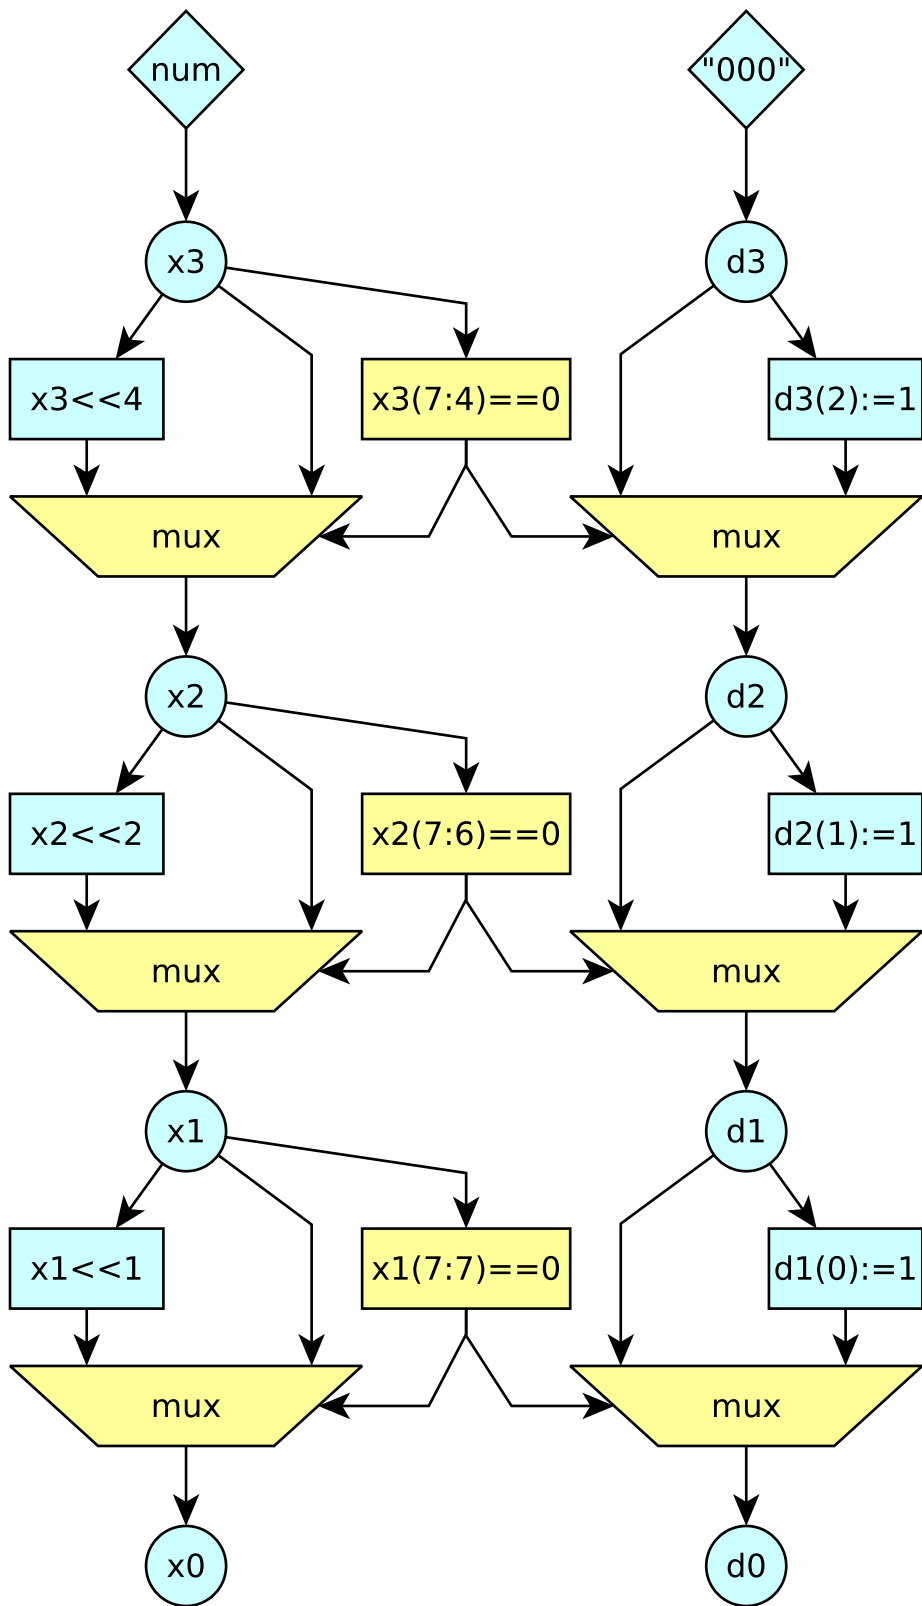 num
"000"
x3
d3
x3<<4
x3(7:4)==0
d3(2):=1
mux
mux
x2
d2
x2<<2
x2(7:6)==0
d2(1):=1
mux
mux
x1
d1
x1<<1
x1(7:7)==0
d1(0):=1
mux
mux
x0
d0